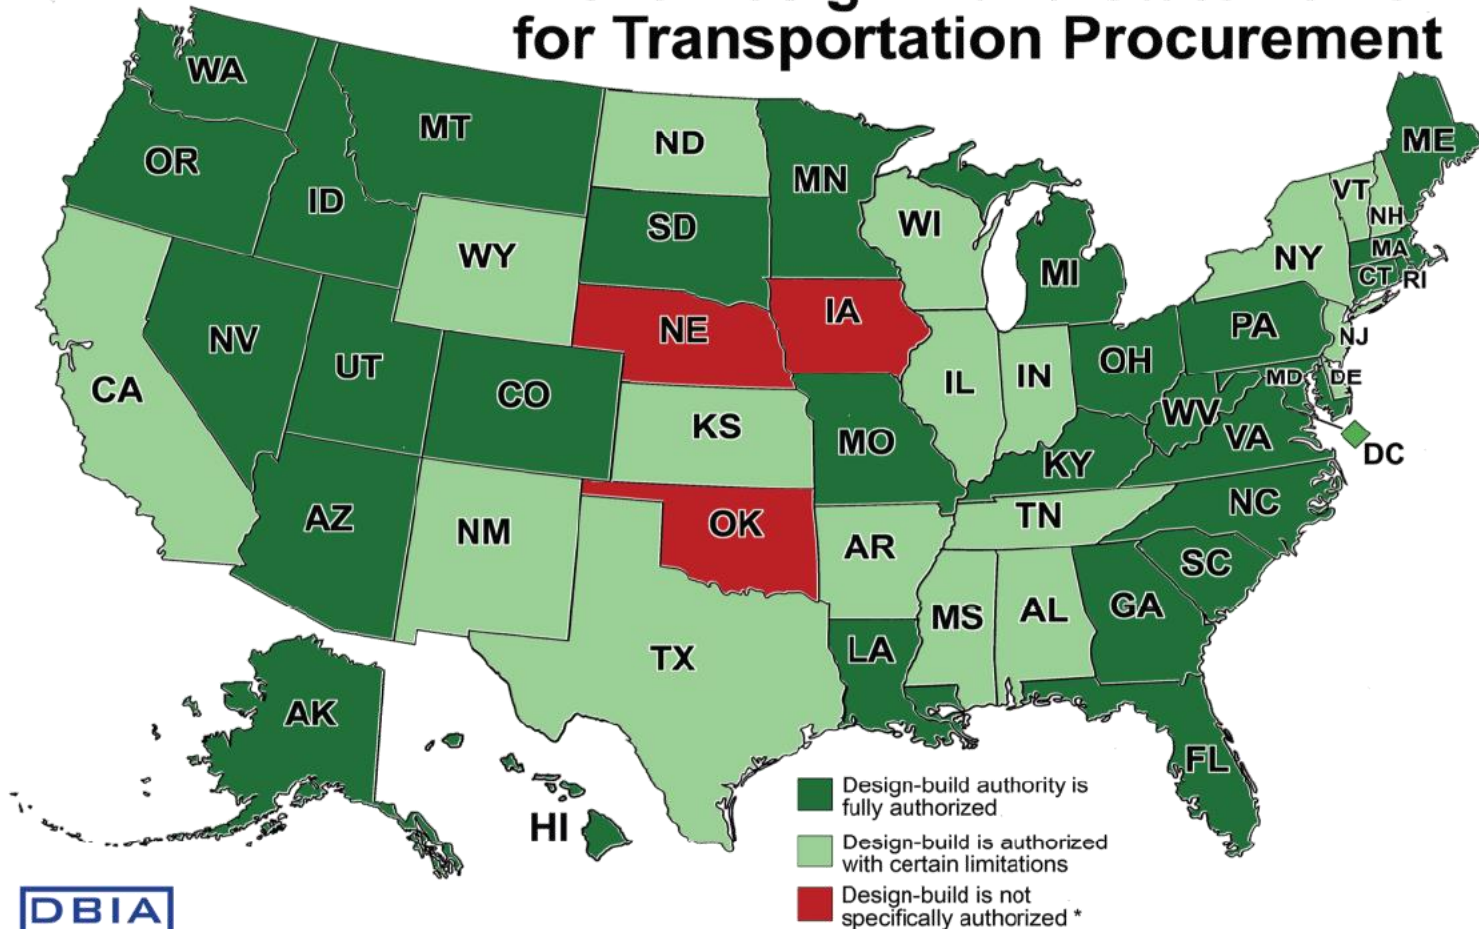 for Transportation Procurement
WA
MT
ND
MN
ME
OR
ID
SD
WI
VT
NH
WY
MI
NY
MA
CT
RI
NV
NE
IA
PA
NJ
UT
CO
IL
IN
OH
MD
DE
CA
KS
MO
WV
VA
KY
DC
AZ
NM
OK
AR
TN
NC
SC
TX
LA
MS
AL
GA
AK
HI
FL
Design-build authority is
fully authorized
Design-build is authorized
with certain limitations
Design-build is not
specifically authorized *
DBIA